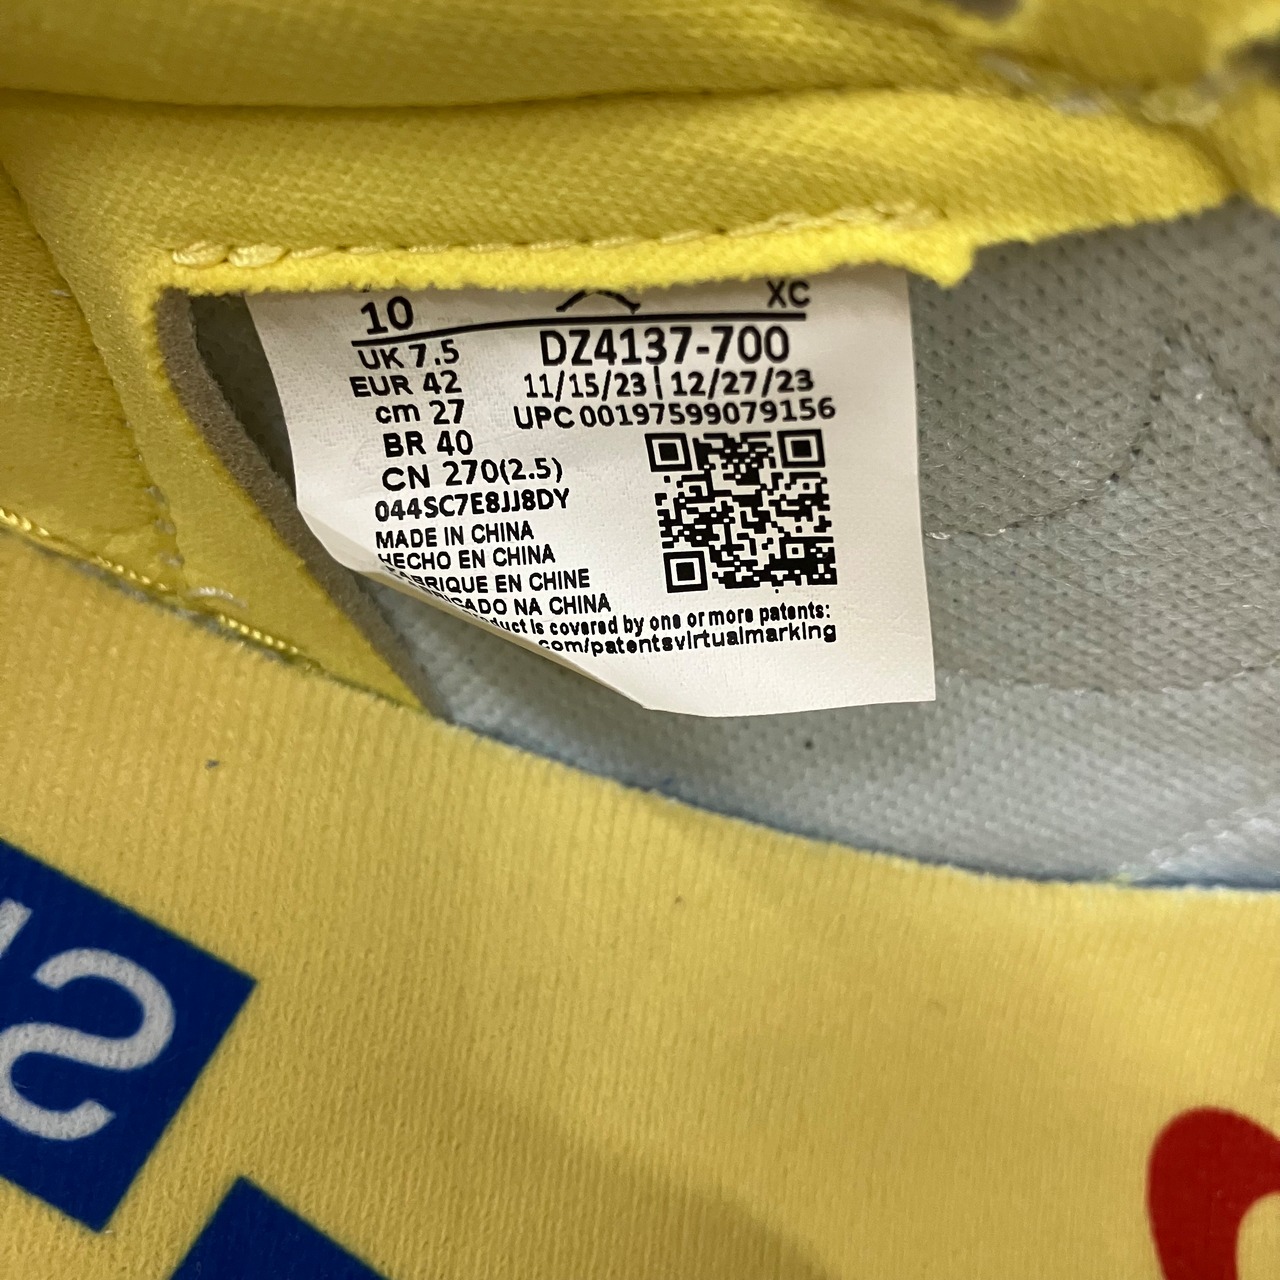 10
XC
UK 7.5
DZ4137-700
EUR 42
11/15/23 | 12/27/23
cm 27
UPC 00197599079156
BR 40
CN 270(2.5)
044SC7E8JJ8DY
MADE IN CHINA
HECHO EN CHINA
FABRIQUE EN CHINE
CADO NA CHINA
duct is covered by one or more patents:
com/patentsvirtualmarking
S